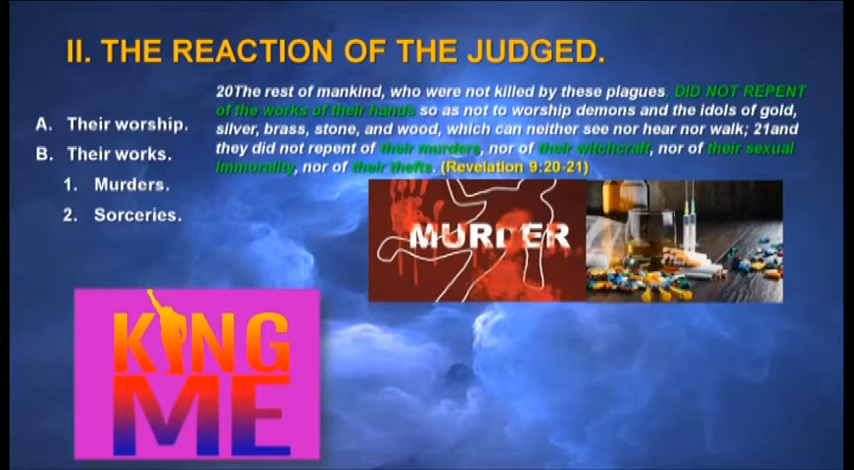 II. THE REACTION OF THE JUDGED.
20The rest of mankind, who were not killed by these plagues, DID NOT REPENT
of the works of their hands so as not to worship demons and the idols of gold,
silver, brass, stone, and wood, which can neither see nor hear nor walk; 21and
they did not repent of their murders, nor of their witchcraft, nor of their sexual
immorality, nor of their thefts. (Revelation 9:20-21)
A. Their worship.
B. Their works.
1. Murders.
2. Sorceries.
MURDER
KING
ME